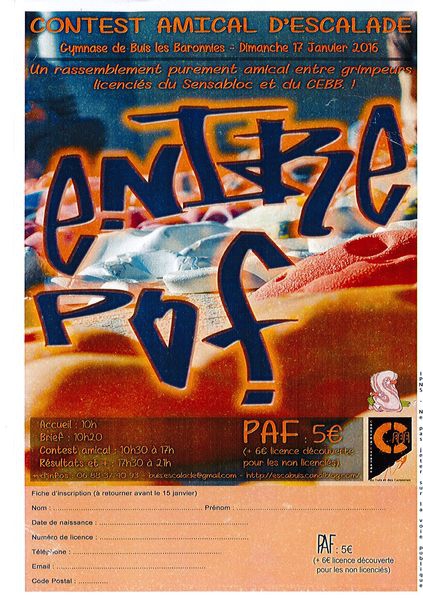 CONTEST AMICAL D'ESCALADE
Gymnase de Buis les Baronnies - Dimanche 17 Janvier 2016
Un rassemblement purement amical entre grimpeurs
licenciés du Sensabloc et du CEBB !
entre
pof
Accueil : 10h
Brief : 10h20
Contest amical : 10h30 à 17h
Résultats et + : 17h30 à 21h
PAF : 5€
(+ 6€ licence découverte
pour les non licenciés)
IPNS - Ne pas jeter sur la voie publique
Fiche d'inscription (à retourner avant le 15 janvier)
Nom : Prénom :
Date de naissance :
Numéro de licence :
Téléphone :
Email :
Code Postal :
PAF : 5€
(+ 6€ licence découverte
pour les non licenciés)